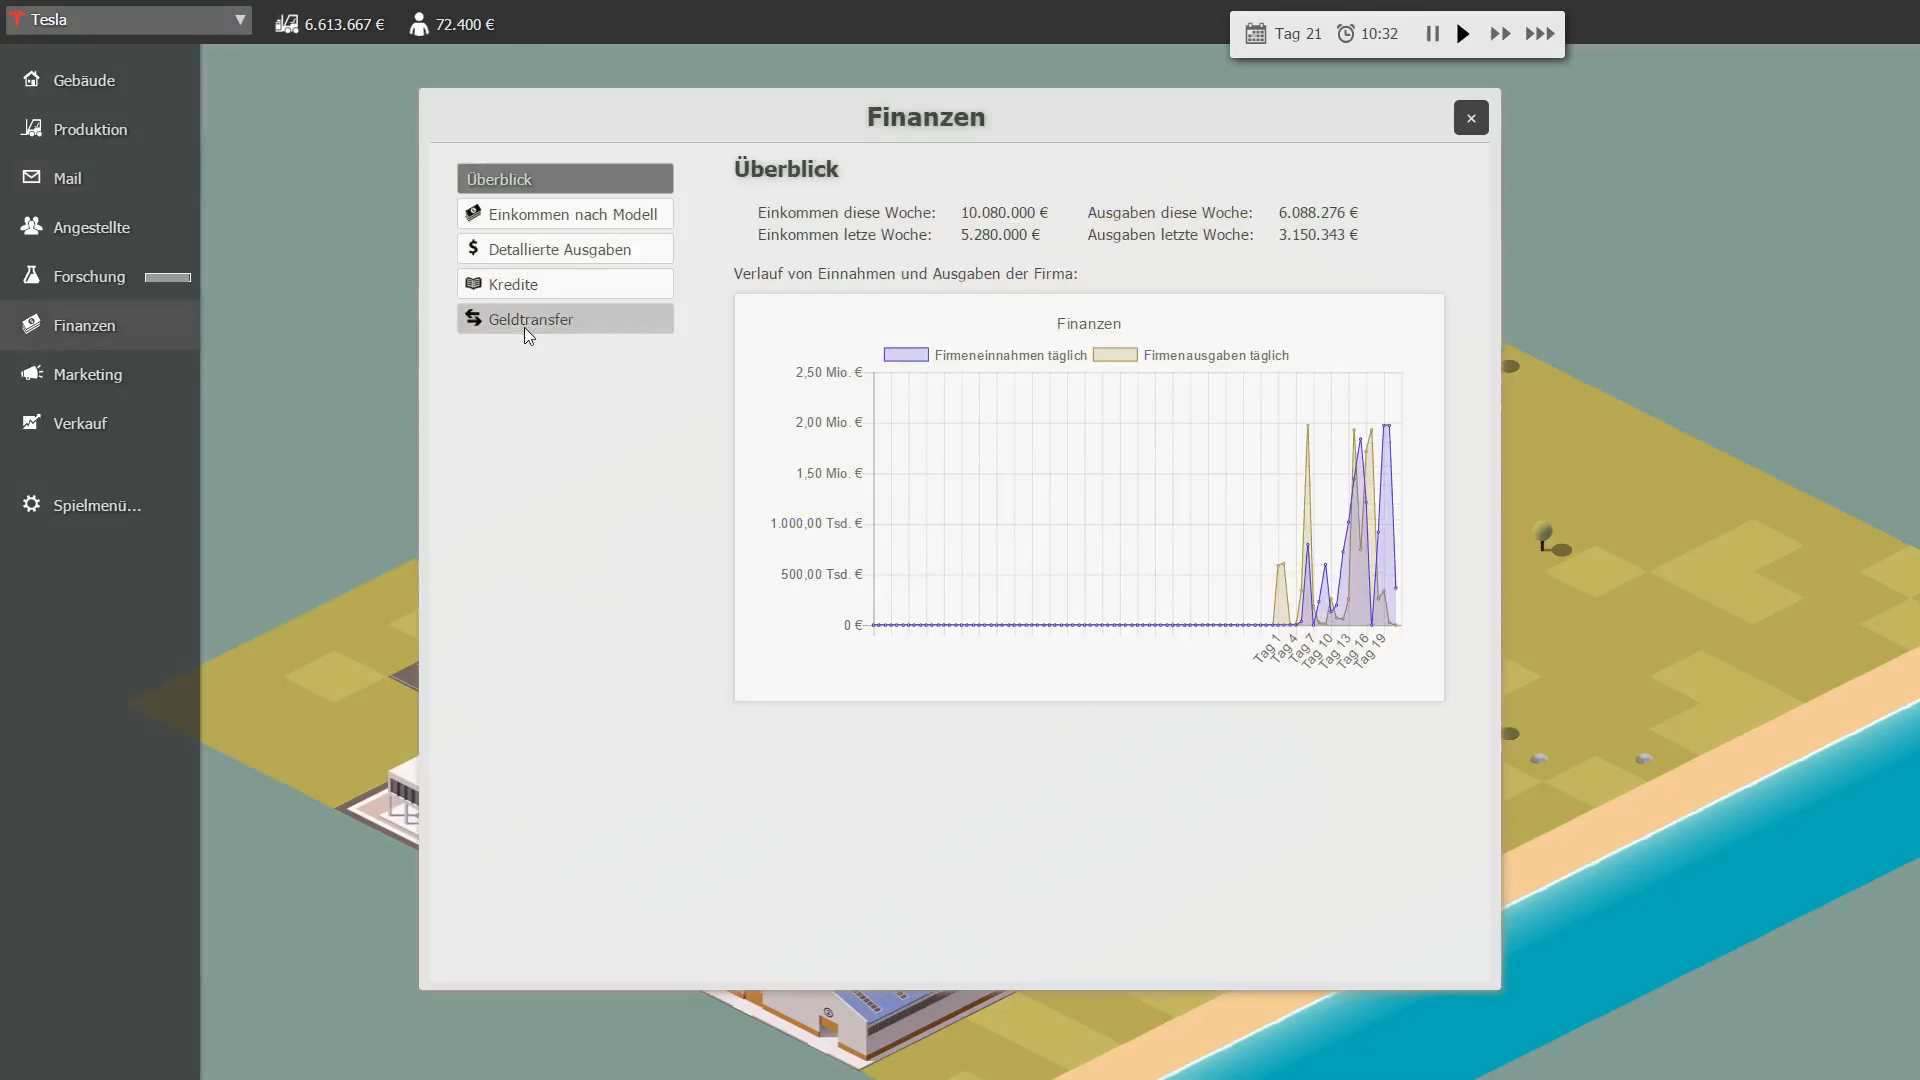 Tesla
6.613.667 €
72.400 €
Tag 21
10:32
Gebäude
Produktion
Mail
Angestellte
Forschung
Finanzen
Marketing
Verkauf
Spielmenü...
Finanzen
×
Überblick
Einkommen nach Modell
Detallierte Ausgaben
Kredite
Geldtransfer
Überblick
Einkommen diese Woche: 10.080.000 € Ausgaben diese Woche: 6.088.276 €
Einkommen letze Woche: 5.280.000 € Ausgaben letzte Woche: 3.150.343 €
Verlauf von Einnahmen und Ausgaben der Firma:
Finanzen
Firmeneinnahmen täglich Firmenausgaben täglich
2,50 Mio. €
2,00 Mio. €
1,50 Mio. €
1.000,00 Tsd. €
500,00 Tsd. €
0 €
Tag 1 Tag 4 Tag 7 Tag 10 Tag 13 Tag 16 Tag 19